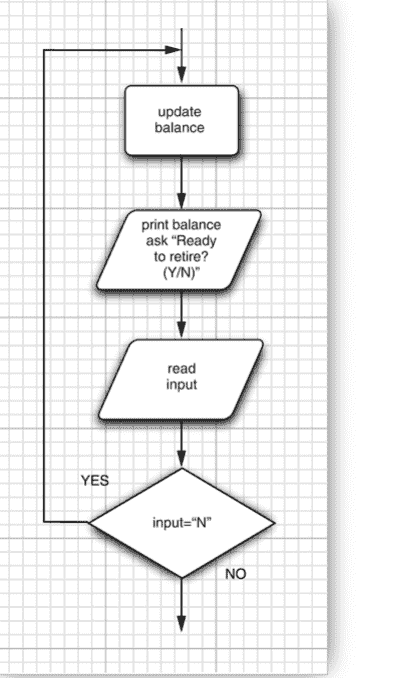 update
balance
print balance
ask “Ready
to retire?
(Y/N)”
read
input
YES
input=“N”
NO